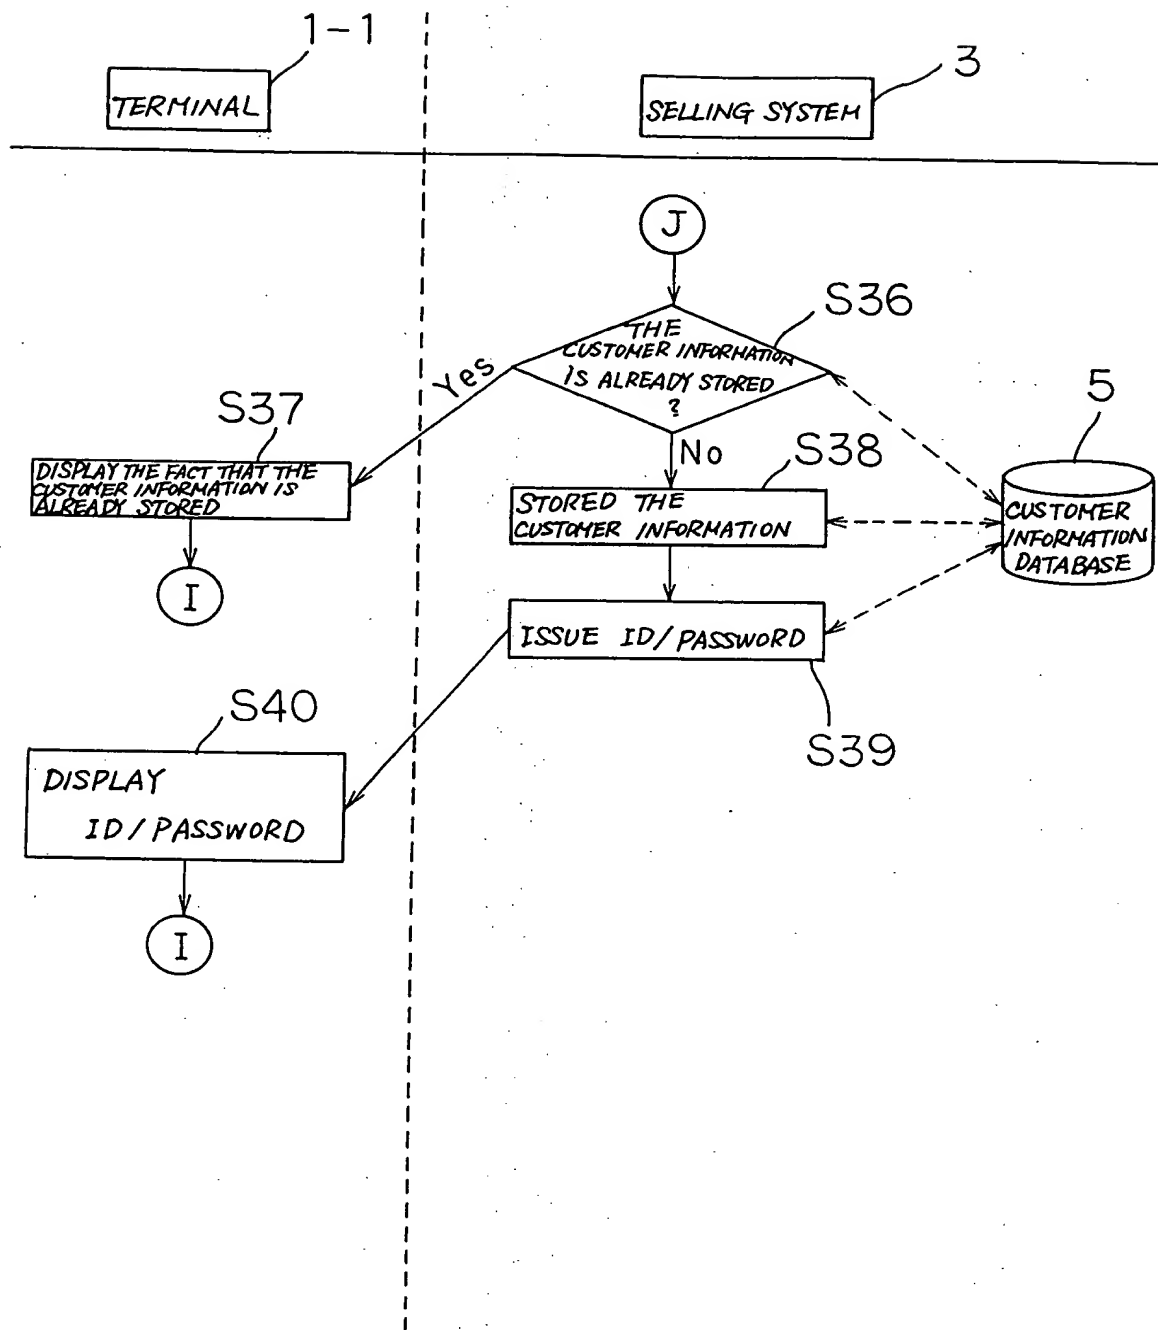 1-1
3
TERMINAL
SELLING SYSTEM
J
S36
THE
CUSTOMER INFORMATION
IS ALREADY STORED
?
Yes
No
S37
DISPLAY THE FACT THAT THE
CUSTOMER INFORMATION IS
ALREADY STORED
I
S38
STORED THE
CUSTOMER INFORMATION
5
CUSTOMER
INFORMATION
DATABASE
ISSUE ID/PASSWORD
S39
S40
DISPLAY
ID/PASSWORD
I